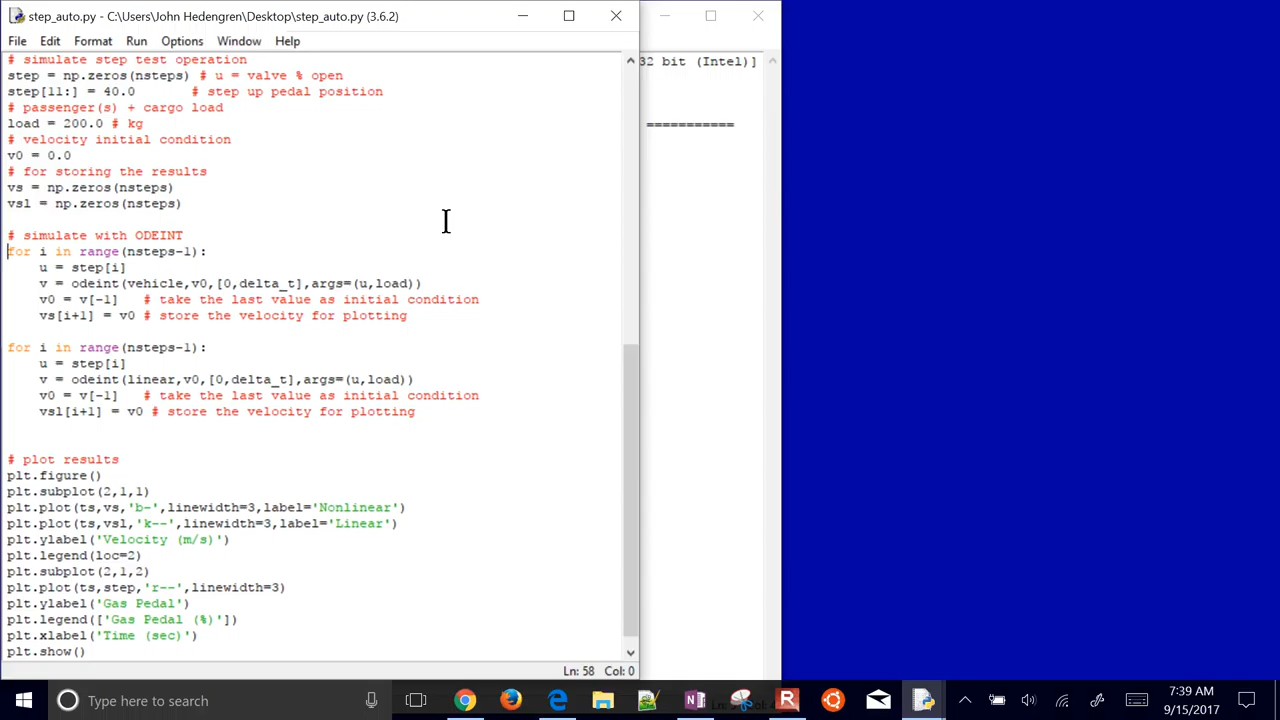 step_auto.py - C:\Users\John Hedengren\Desktop\step_auto.py (3.6.2)
File Edit Format Run Options Window Help
# simulate step test operation
step = np.zeros(nsteps) # u = valve % open
step[11:] = 40.0       # step up pedal position
# passenger(s) + cargo load
load = 200.0 # kg
# velocity initial condition
v0 = 0.0
# for storing the results
vs = np.zeros(nsteps)
vsl = np.zeros(nsteps)
# simulate with ODEINT
for i in range(nsteps-1):
    u = step[i]
    v = odeint(vehicle,v0,[0,delta_t],args=(u,load))
    v0 = v[-1]   # take the last value as initial condition
    vs[i+1] = v0 # store the velocity for plotting
for i in range(nsteps-1):
    u = step[i]
    v = odeint(linear,v0,[0,delta_t],args=(u,load))
    v0 = v[-1]   # take the last value as initial condition
    vsl[i+1] = v0 # store the velocity for plotting
# plot results
plt.figure()
plt.subplot(2,1,1)
plt.plot(ts,vs,'b-',linewidth=3,label='Nonlinear')
plt.plot(ts,vsl,'k--',linewidth=3,label='Linear')
plt.ylabel('Velocity (m/s)')
plt.legend(loc=2)
plt.subplot(2,1,2)
plt.plot(ts,step,'r--',linewidth=3)
plt.ylabel('Gas Pedal')
plt.legend(['Gas Pedal (%)'])
plt.xlabel('Time (sec)')
plt.show()
Ln: 58 Col: 0
32 bit (Intel)]
===========
Type here to search
7:39 AM
9/15/2017